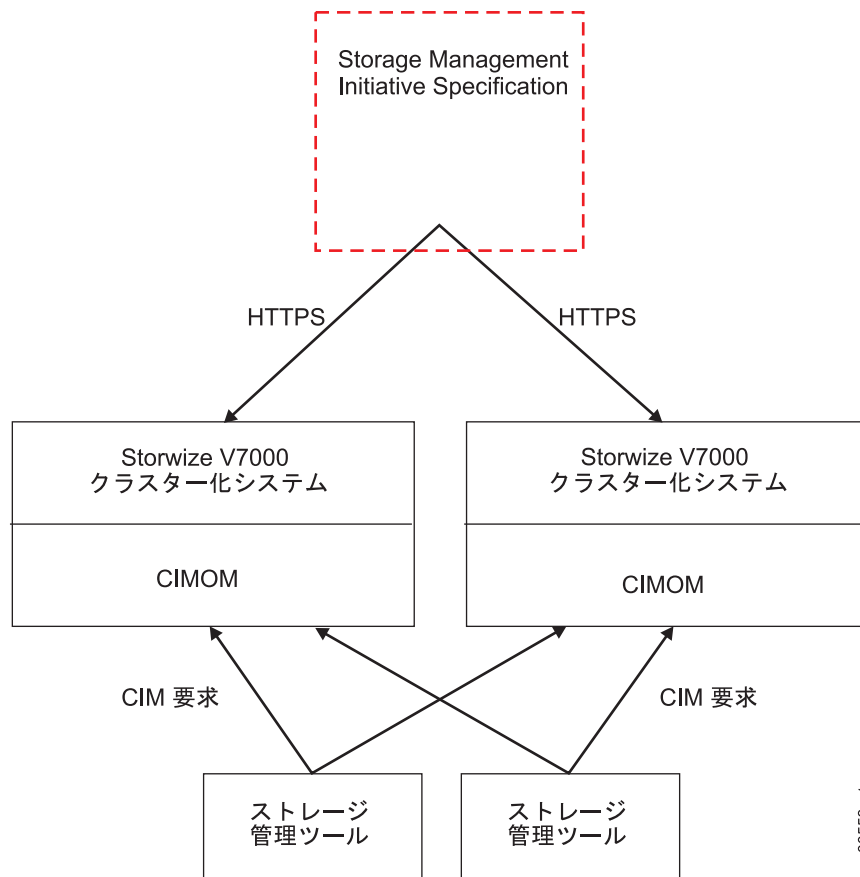 Storage Management
Initiative Specification
HTTPS
HTTPS
Storwize V7000
クラスター化システム
Storwize V7000
クラスター化システム
CIMOM
CIMOM
CIM 要求
CIM 要求
ストレージ
管理ツール
ストレージ
管理ツール